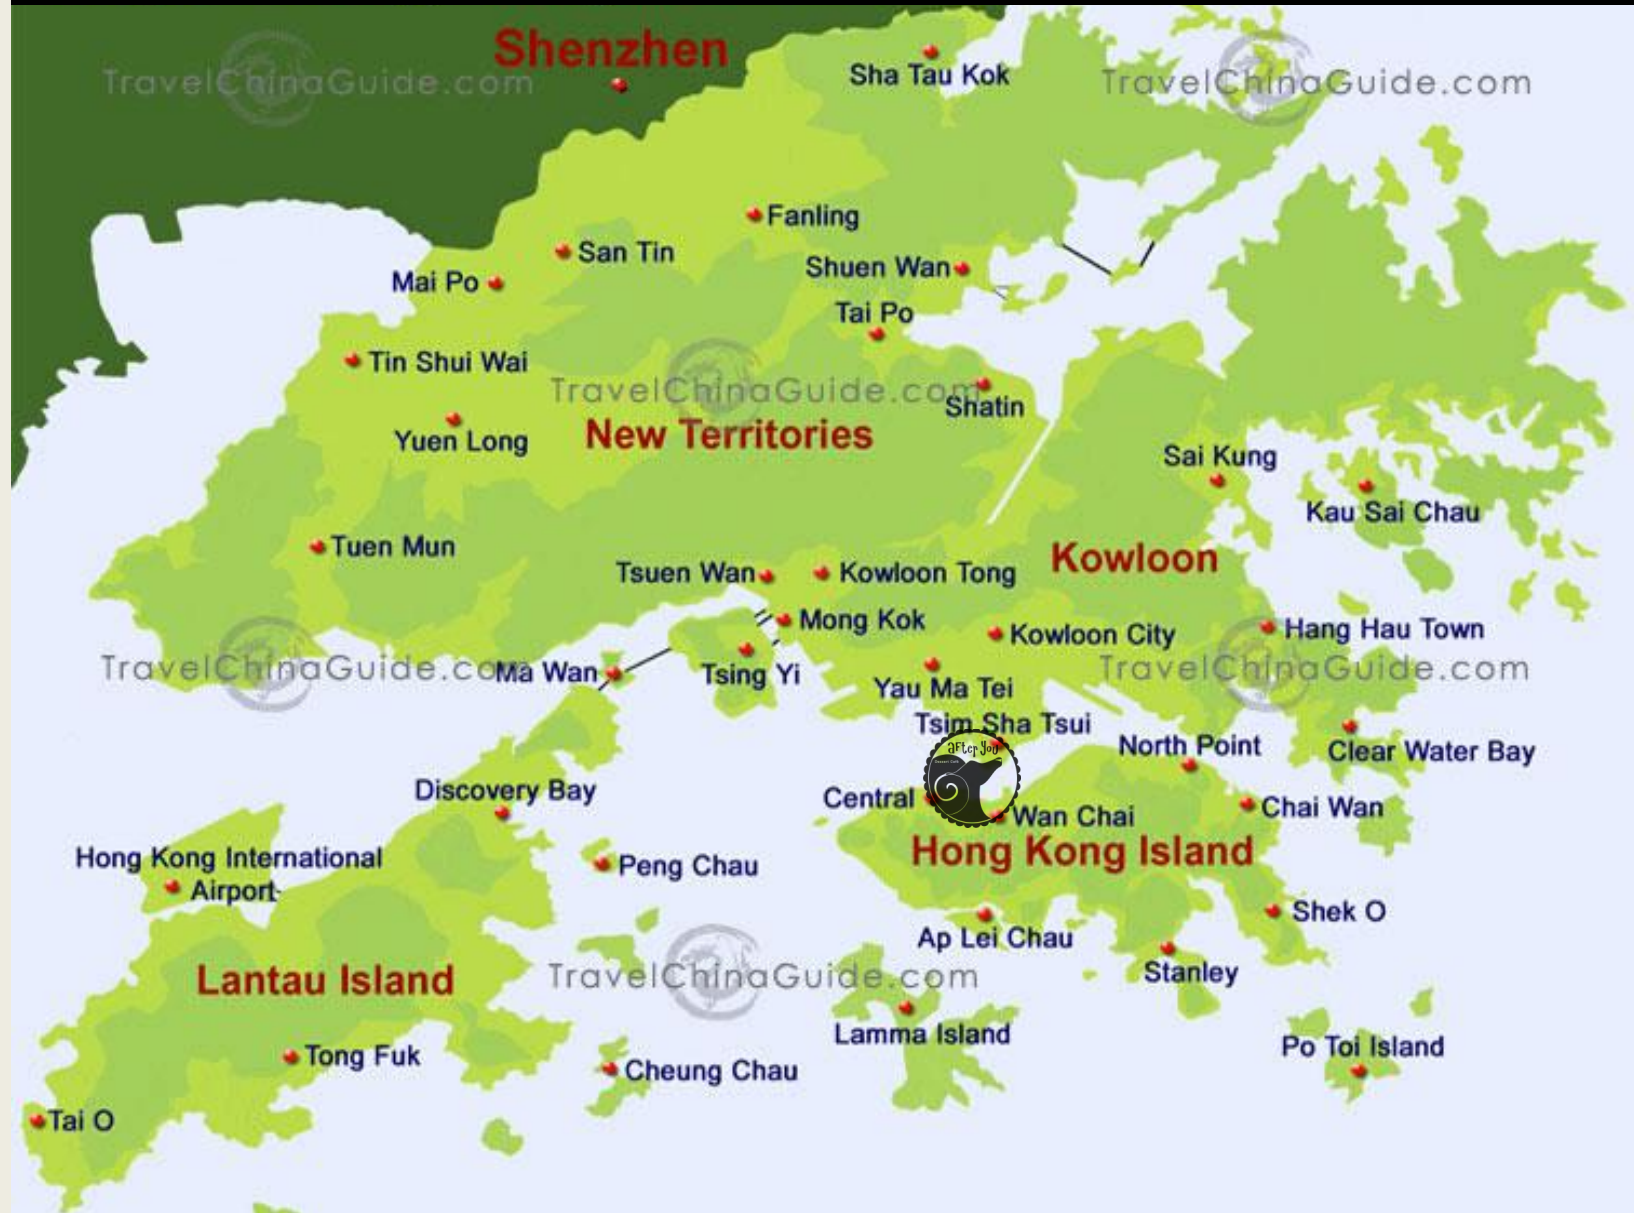 Shenzhen
TravelChinaGuide.com
Sha Tau Kok
TravelChinaGuide.com
Fanling
San Tin
Shuen Wan
Mai Po
Tai Po
Tin Shui Wai
TravelChinaGuide.com
Shatin
Yuen Long
New Territories
Sai Kung
Kau Sai Chau
Tuen Mun
Kowloon
Tsuen Wan
Kowloon Tong
Mong Kok
Kowloon City
Hang Hau Town
TravelChinaGuide.com
Ma Wan
Tsing Yi
TravelChinaGuide.com
Yau Ma Tei
Tsim Sha Tsui
North Point
Clear Water Bay
after you
Dessert Café
Discovery Bay
Central
Wan Chai
Chai Wan
Hong Kong Island
Hong Kong International
Airport
Peng Chau
Shek O
Ap Lei Chau
Stanley
Lantau Island
TravelChinaGuide.com
Lamma Island
Po Toi Island
Tong Fuk
Cheung Chau
Tai O